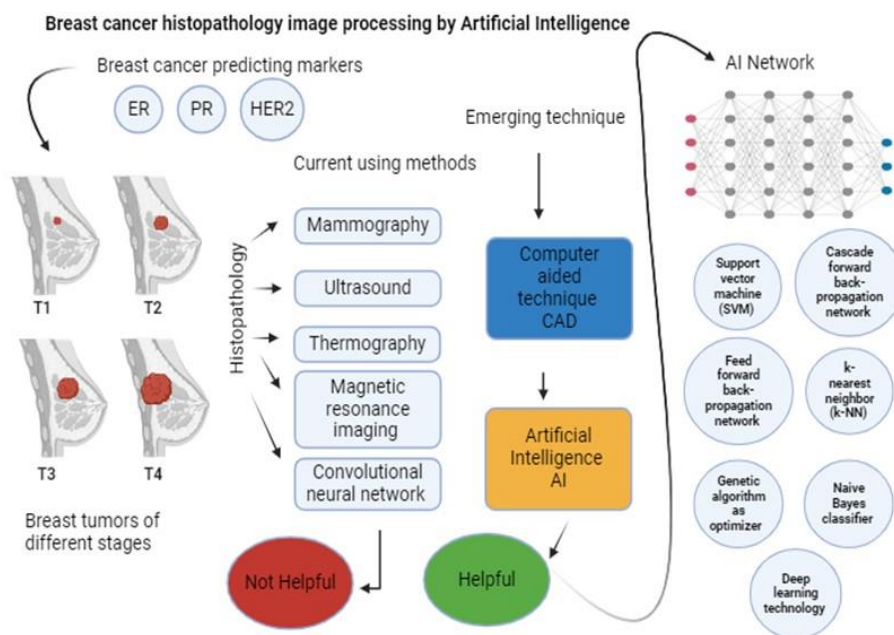 Breast cancer histopathology image processing by Artificial Intelligence
Breast cancer predicting markers
ER
PR
HER2
T1
T2
T3
T4
Breast tumors of
different stages
Current using methods
Histopathology
Mammography
Ultrasound
Thermography
Magnetic
resonance
imaging
Convolutional
neural network
Not Helpful
Emerging technique
Computer
aided
technique
CAD
Artificial
Intelligence
AI
Helpful
AI Network
Support
vector
machine
(SVM)
Cascade
forward
back-
propagation
network
Feed
forward
back-
propagation
network
k-
nearest
neighbor
(k-NN)
Genetic
algorithm
as
optimizer
Naive
Bayes
classifier
Deep
learning
technology